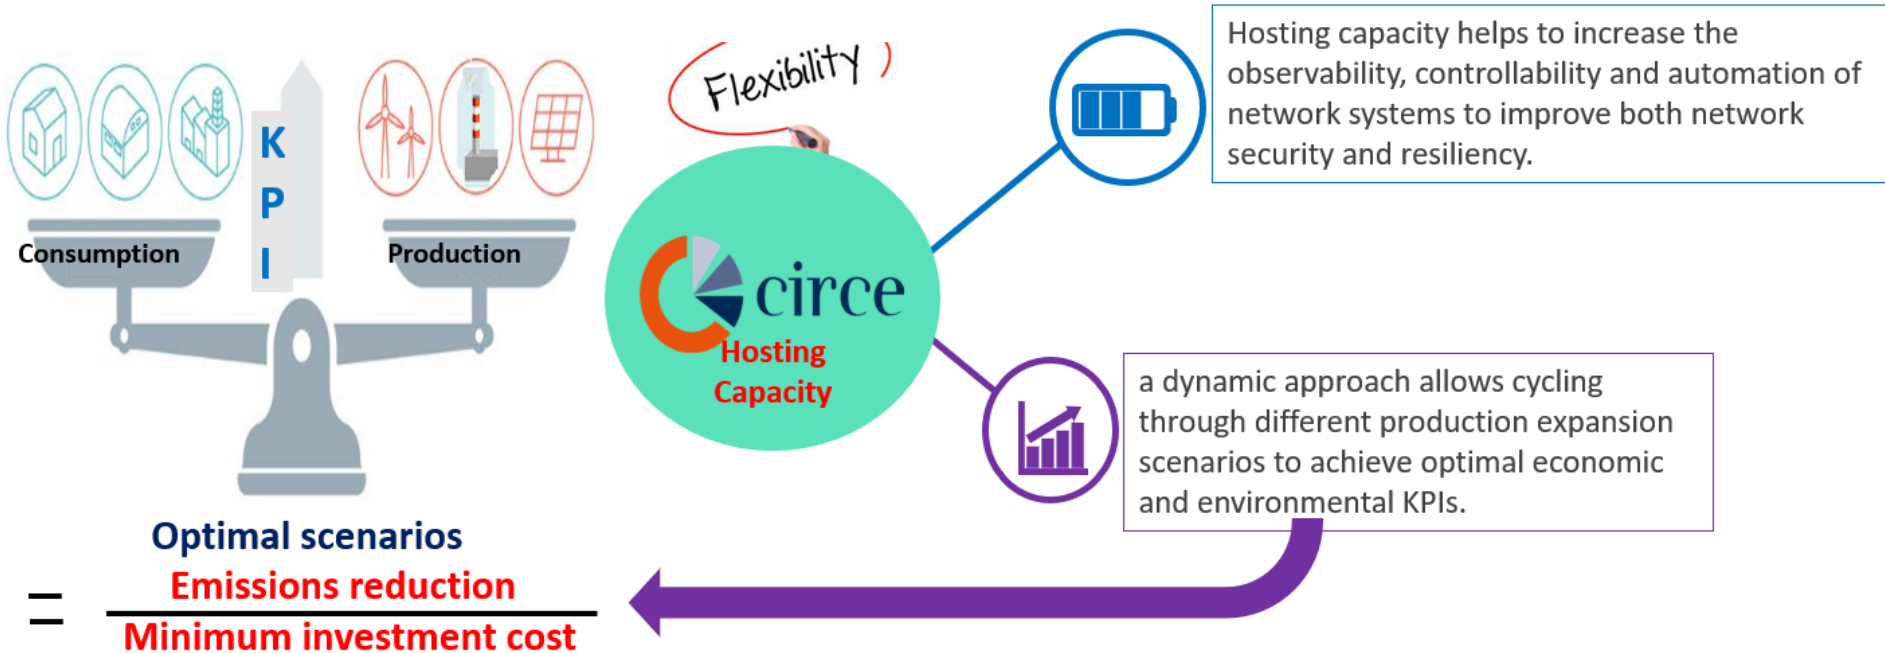 K
P
I
Consumption
Production
Flexibility
circe
Hosting
Capacity
Hosting capacity helps to increase the
observability, controllability and automation of
network systems to improve both network
security and resiliency.
a dynamic approach allows cycling
through different production expansion
scenarios to achieve optimal economic
and environmental KPIs.
Optimal scenarios
=
Emissions reduction
Minimum investment cost